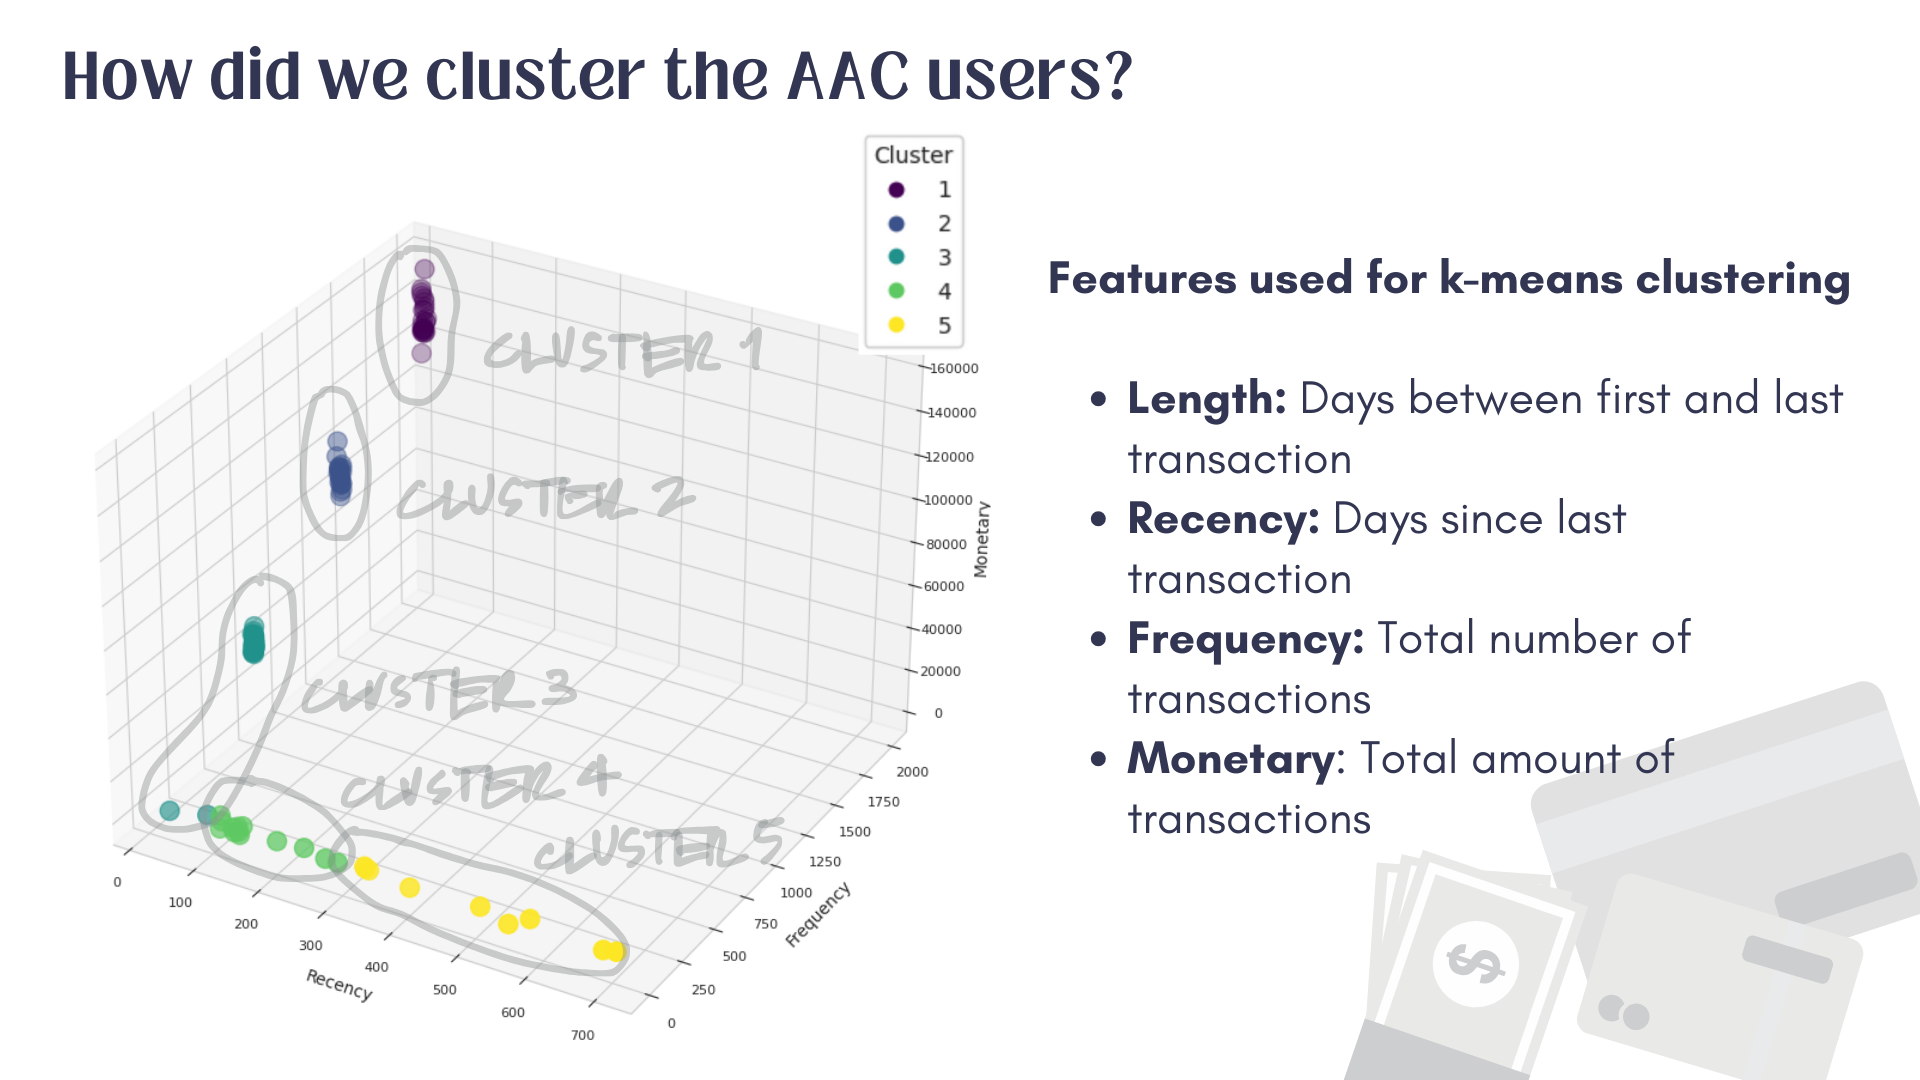 How did we cluster the AAC users?
Cluster
1
2
3
4
5
CLUSTER 1
CLUSTER 2
CLUSTER 3
CLUSTER 4
CLUSTER 5
160000
140000
120000
100000
80000
60000
40000
20000
0
Monetary
2000
1750
1500
1250
1000
750
500
250
0
Frequency
0
100
200
300
400
500
600
700
Recency
Features used for k-means clustering
• Length: Days between first and last
transaction
• Recency: Days since last
transaction
• Frequency: Total number of
transactions
• Monetary: Total amount of
transactions
$